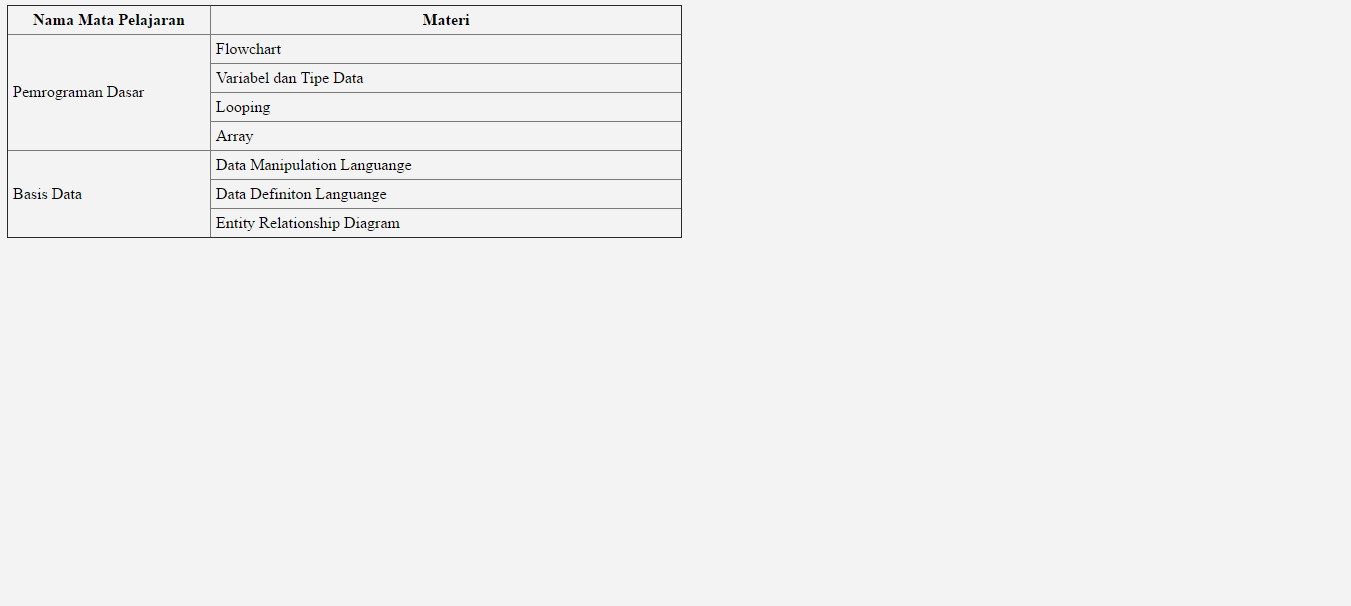 Nama Mata Pelajaran Materi
Pemrograman Dasar
Flowchart
Variabel dan Tipe Data
Looping
Array
Basis Data
Data Manipulation Languange
Data Definiton Languange
Entity Relationship Diagram